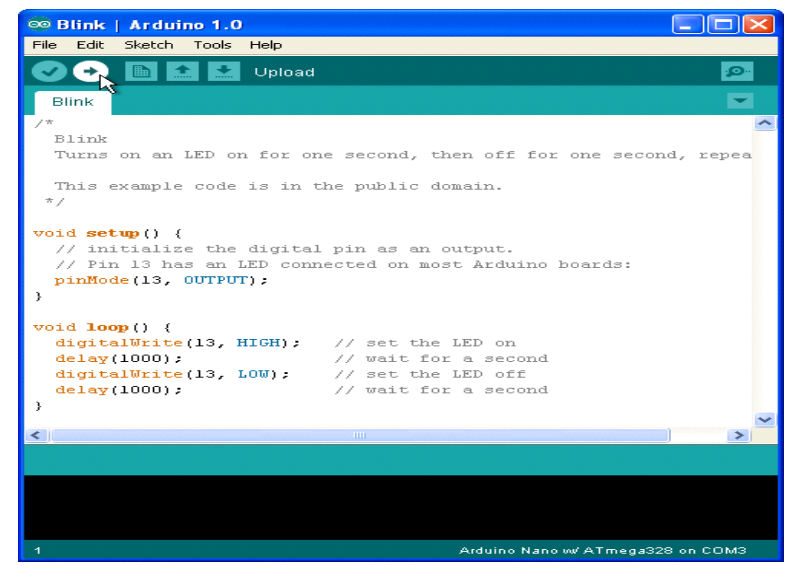 Blink | Arduino 1.0
File Edit Sketch Tools Help
Upload
Blink
/*
  Blink
  Turns on an LED on for one second, then off for one second, repea

  This example code is in the public domain.
 */

void setup() {
  // initialize the digital pin as an output.
  // Pin 13 has an LED connected on most Arduino boards:
  pinMode(13, OUTPUT);
}

void loop() {
  digitalWrite(13, HIGH);   // set the LED on
  delay(1000);              // wait for a second
  digitalWrite(13, LOW);    // set the LED off
  delay(1000);              // wait for a second
}
1 Arduino Nano w/ ATmega328 on COM3